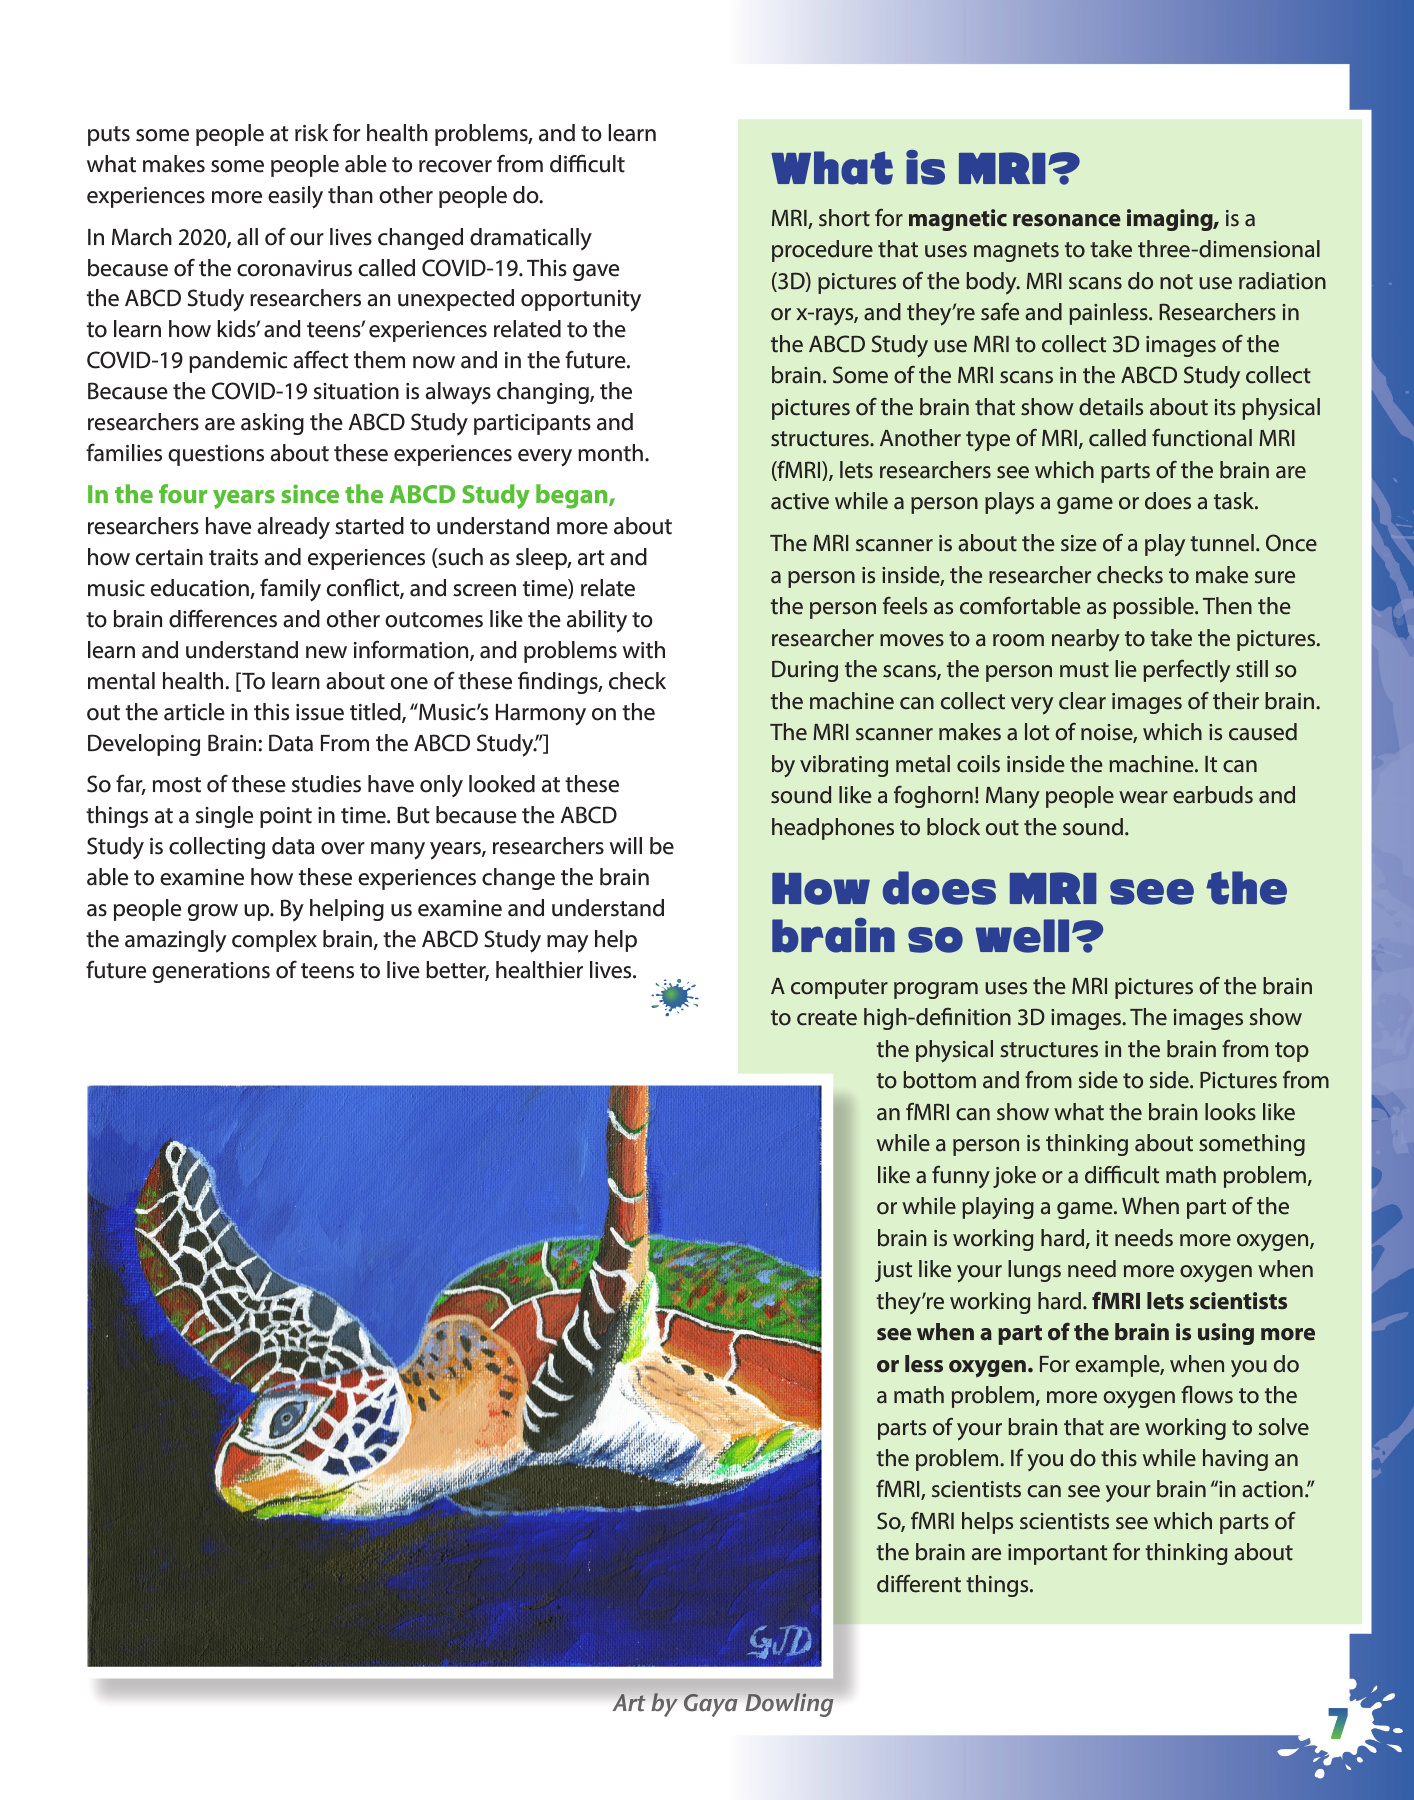 puts some people at risk for health problems, and to learn
what makes some people able to recover from difficult
experiences more easily than other people do.
In March 2020, all of our lives changed dramatically
because of the coronavirus called COVID-19. This gave
the ABCD Study researchers an unexpected opportunity
to learn how kids’ and teens’ experiences related to the
COVID-19 pandemic affect them now and in the future.
Because the COVID-19 situation is always changing, the
researchers are asking the ABCD Study participants and
families questions about these experiences every month.
In the four years since the ABCD Study began,
researchers have already started to understand more about
how certain traits and experiences (such as sleep, art and
music education, family conflict, and screen time) relate
to brain differences and other outcomes like the ability to
learn and understand new information, and problems with
mental health. [To learn about one of these findings, check
out the article in this issue titled, “Music’s Harmony on the
Developing Brain: Data From the ABCD Study.”]
So far, most of these studies have only looked at these
things at a single point in time. But because the ABCD
Study is collecting data over many years, researchers will be
able to examine how these experiences change the brain
as people grow up. By helping us examine and understand
the amazingly complex brain, the ABCD Study may help
future generations of teens to live better, healthier lives.
GJD
Art by Gaya Dowling
What is MRI?
MRI, short for magnetic resonance imaging, is a
procedure that uses magnets to take three-dimensional
(3D) pictures of the body. MRI scans do not use radiation
or x-rays, and they’re safe and painless. Researchers in
the ABCD Study use MRI to collect 3D images of the
brain. Some of the MRI scans in the ABCD Study collect
pictures of the brain that show details about its physical
structures. Another type of MRI, called functional MRI
(fMRI), lets researchers see which parts of the brain are
active while a person plays a game or does a task.
The MRI scanner is about the size of a play tunnel. Once
a person is inside, the researcher checks to make sure
the person feels as comfortable as possible. Then the
researcher moves to a room nearby to take the pictures.
During the scans, the person must lie perfectly still so
the machine can collect very clear images of their brain.
The MRI scanner makes a lot of noise, which is caused
by vibrating metal coils inside the machine. It can
sound like a foghorn! Many people wear earbuds and
headphones to block out the sound.
How does MRI see the
brain so well?
A computer program uses the MRI pictures of the brain
to create high-definition 3D images. The images show
the physical structures in the brain from top
to bottom and from side to side. Pictures from
an fMRI can show what the brain looks like
while a person is thinking about something
like a funny joke or a difficult math problem,
or while playing a game. When part of the
brain is working hard, it needs more oxygen,
just like your lungs need more oxygen when
they’re working hard. fMRI lets scientists
see when a part of the brain is using more
or less oxygen. For example, when you do
a math problem, more oxygen flows to the
parts of your brain that are working to solve
the problem. If you do this while having an
fMRI, scientists can see your brain “in action.”
So, fMRI helps scientists see which parts of
the brain are important for thinking about
different things.
7